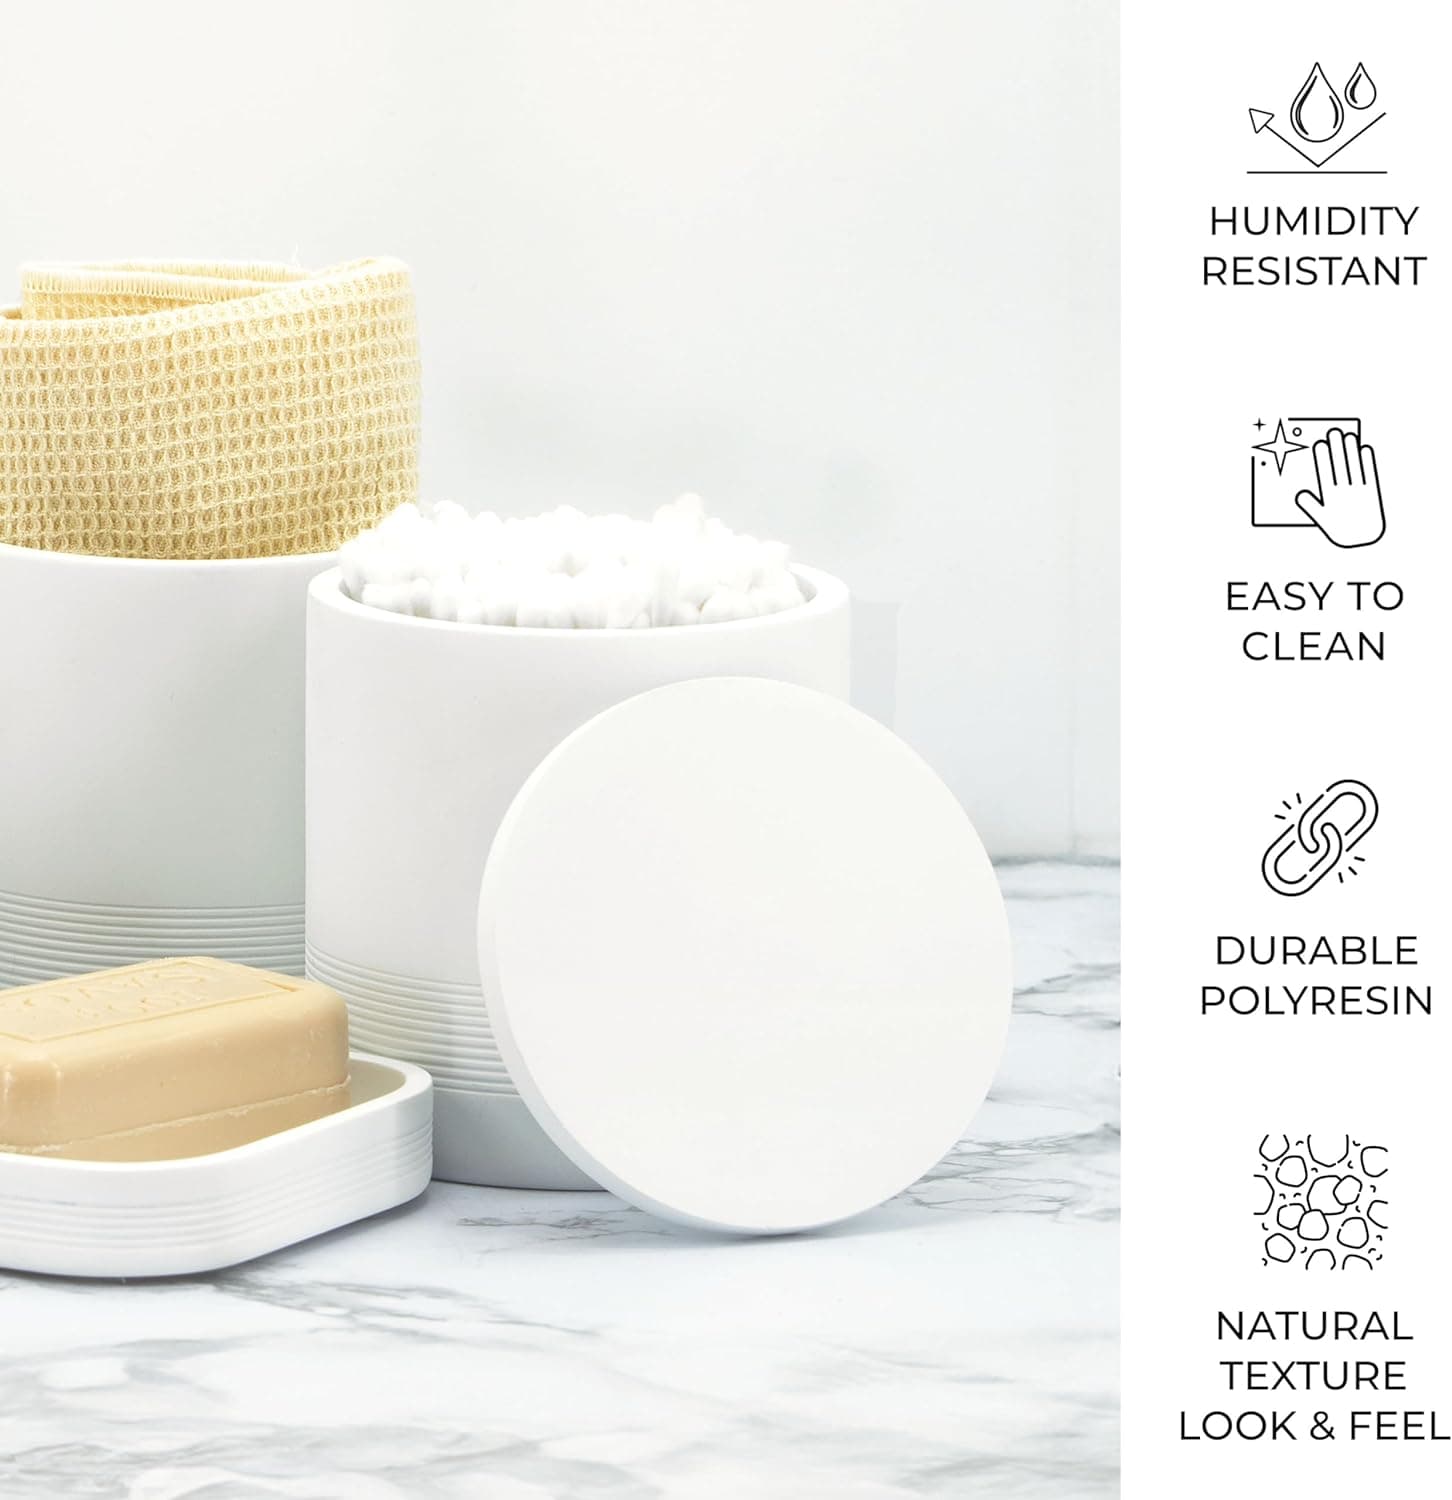 HUMIDITY
RESISTANT
EASY TO
CLEAN
DURABLE
POLYRESIN
NATURAL
TEXTURE
LOOK & FEEL